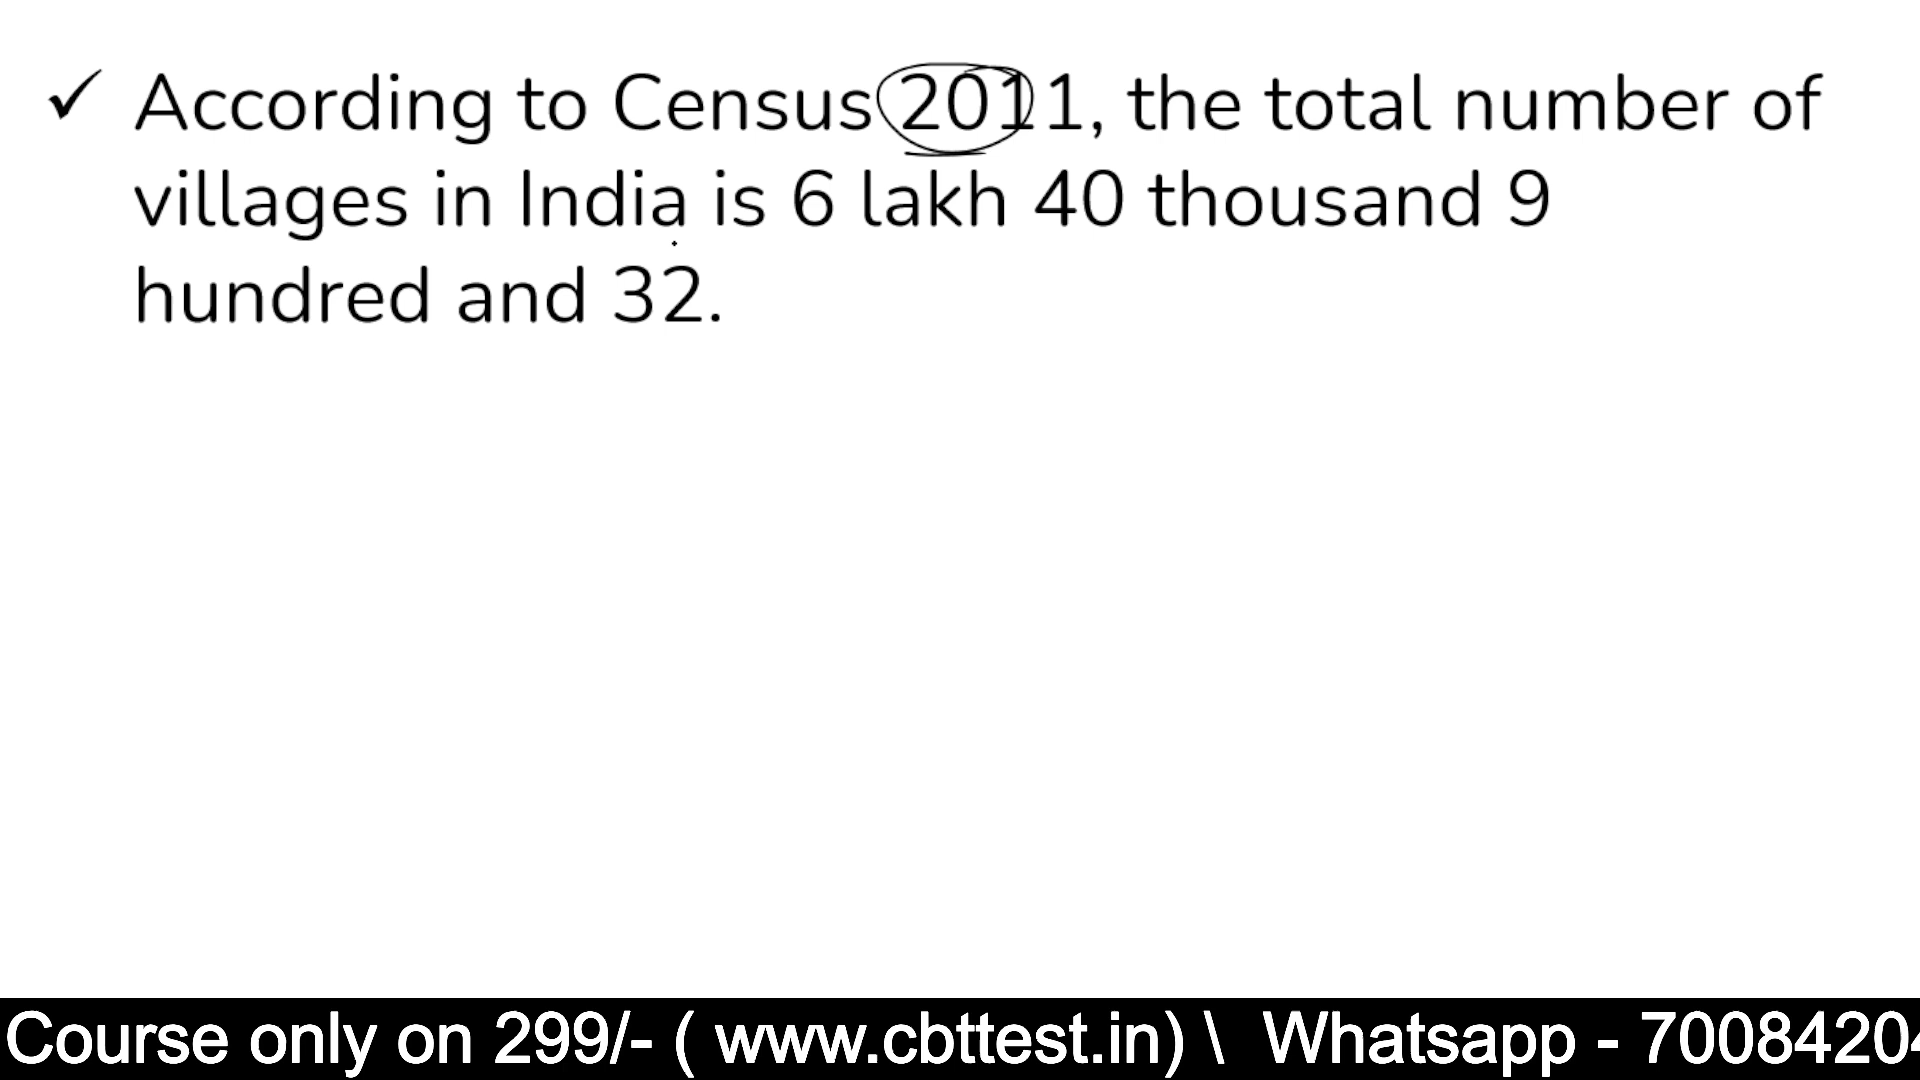 ✓ According to Census 2011, the total number of
villages in India is 6 lakh 40 thousand 9
hundred and 32.
Course only on 299/- ( www.cbttest.in) \ Whatsapp - 7008420